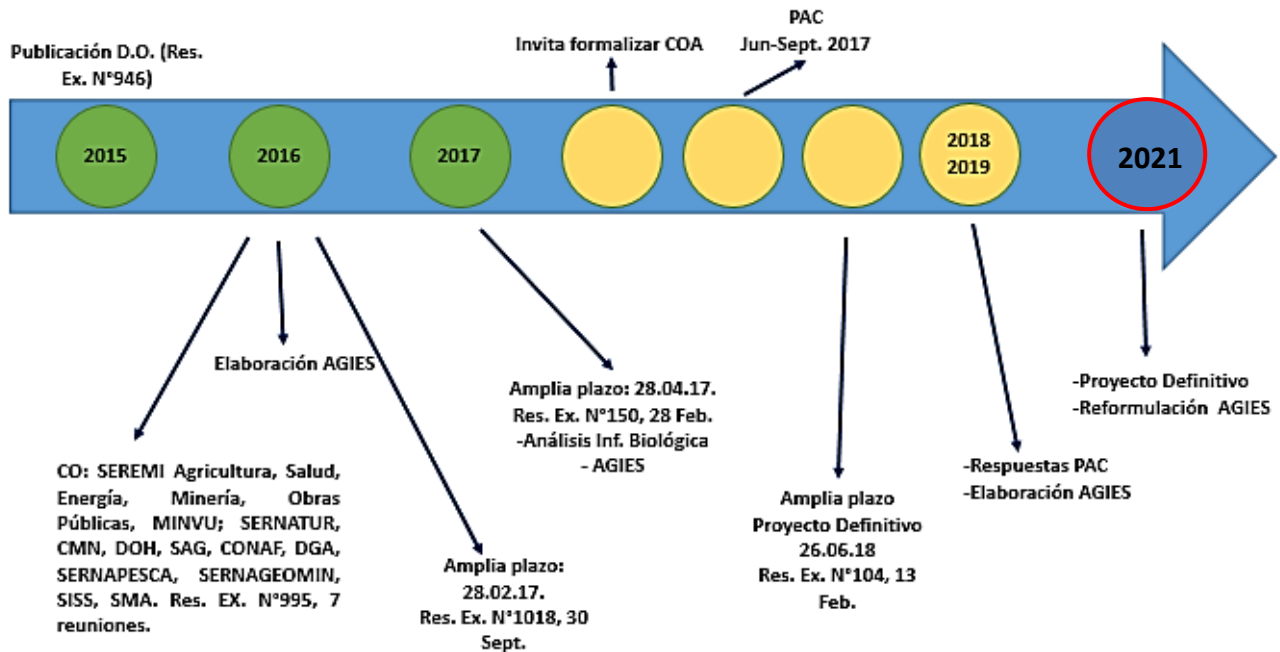 Publicación D.O. (Res.
Ex. N°946)
Invita formalizar COA
PAC
Jun-Sept. 2017
2015
2016
2017
2018
2019
2021
Elaboración AGIES
CO: SEREMI Agricultura, Salud,
Energía, Minería, Obras
Públicas, MINVU; SERNATUR,
CMN, DOH, SAG, CONAF, DGA,
SERNAPESCA, SERNAGEOMIN,
SISS, SMA. Res. EX. N°995, 7
reuniones.
Amplia plazo:
28.02.17.
Res. Ex. N°1018, 30
Sept.
Amplia plazo: 28.04.17.
Res. Ex. N°150, 28 Feb.
-Análisis Inf. Biológica
- AGIES
Amplia plazo
Proyecto Definitivo
26.06.18
Res. Ex. N°104, 13
Feb.
-Respuestas PAC
-Elaboración AGIES
-Proyecto Definitivo
-Reformulación AGIES